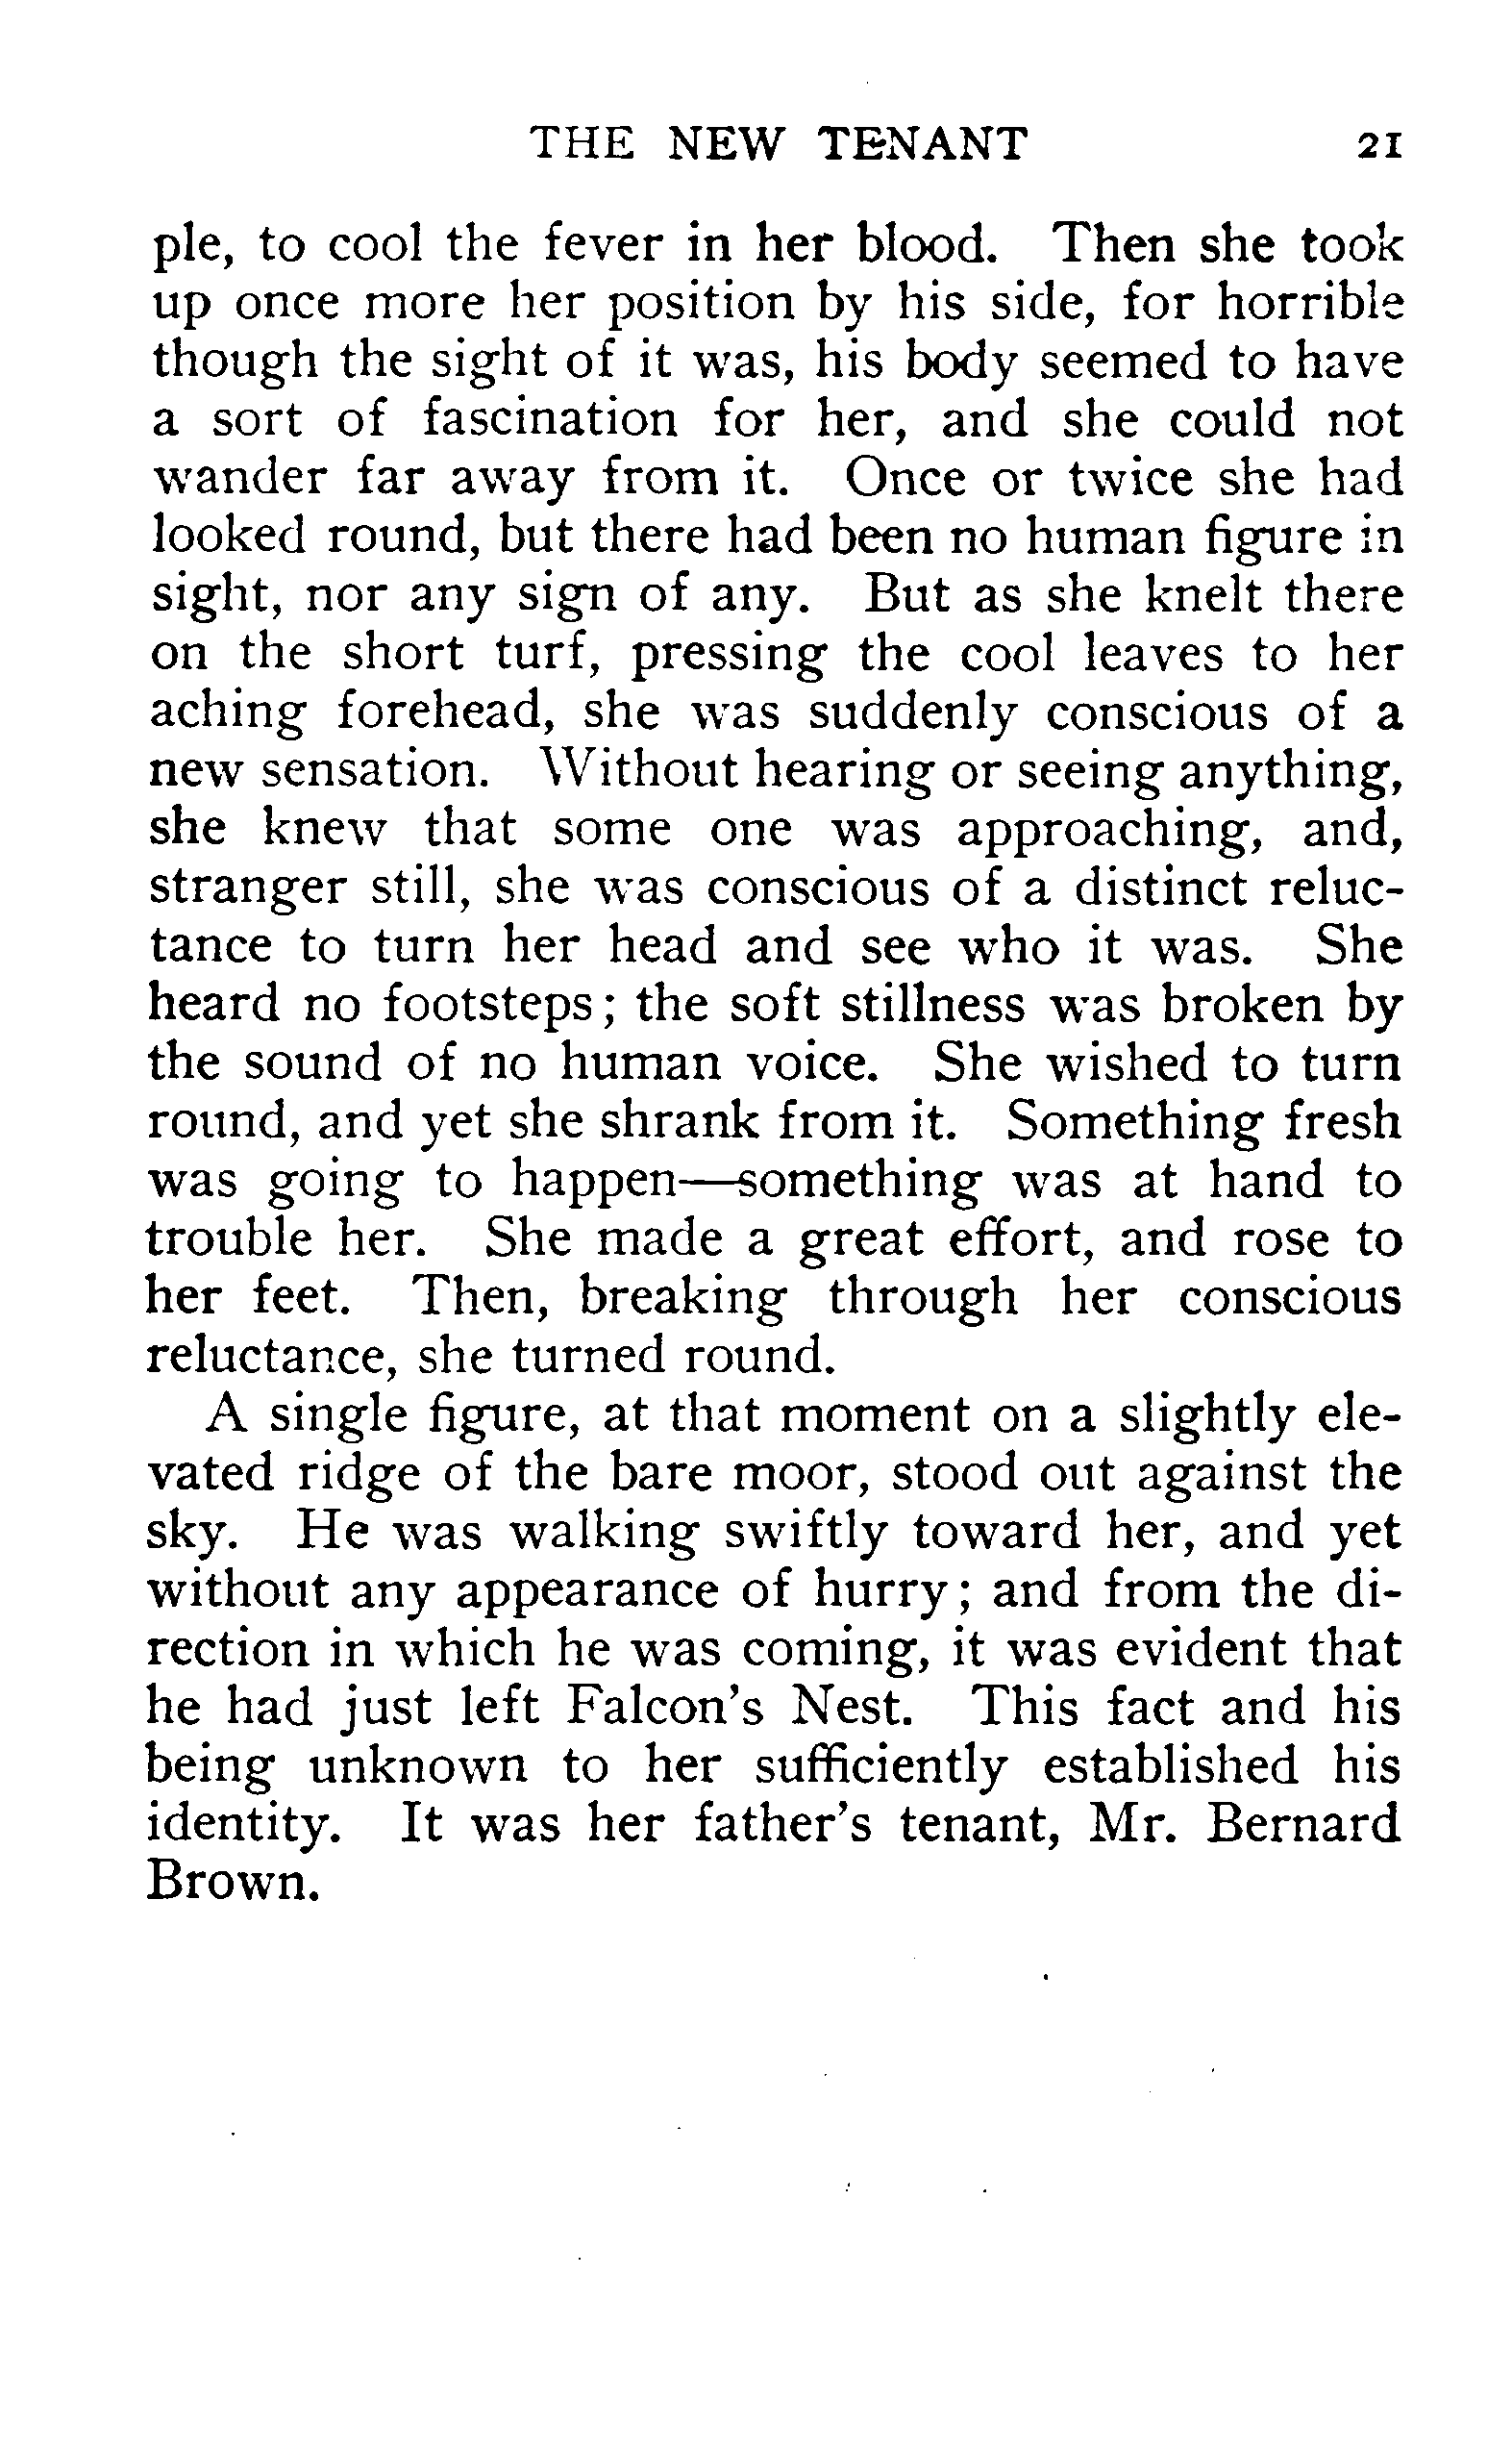 THE NEW TENANT 21
ple, to cool the fever in her blood. Then she took
up once more her position by his side, for horrible
though the sight of it was, his body seemed to have
a sort of fascination for her, and she could not
wander far away from it. Once or twice she had
looked round, but there had been no human figure in
sight, nor any sign of any. But as she knelt there
on the short turf, pressing the cool leaves to her
aching forehead, she was suddenly conscious of a
new sensation. Without hearing or seeing anything,
she knew that some one was approaching, and,
stranger still, she was conscious of a distinct reluc-
tance to turn her head and see who it was. She
heard no footsteps; the soft stillness was broken by
the sound of no human voice. She wished to turn
round, and yet she shrank from it. Something fresh
was going to happen—something was at hand to
trouble her. She made a great effort, and rose to
her feet. Then, breaking through her conscious
reluctance, she turned round.
A single figure, at that moment on a slightly ele-
vated ridge of the bare moor, stood out against the
sky. He was walking swiftly toward her, and yet
without any appearance of hurry; and from the di-
rection in which he was coming, it was evident that
he had just left Falcon's Nest. This fact and his
being unknown to her sufficiently established his
identity. It was her father's tenant, Mr. Bernard
Brown.